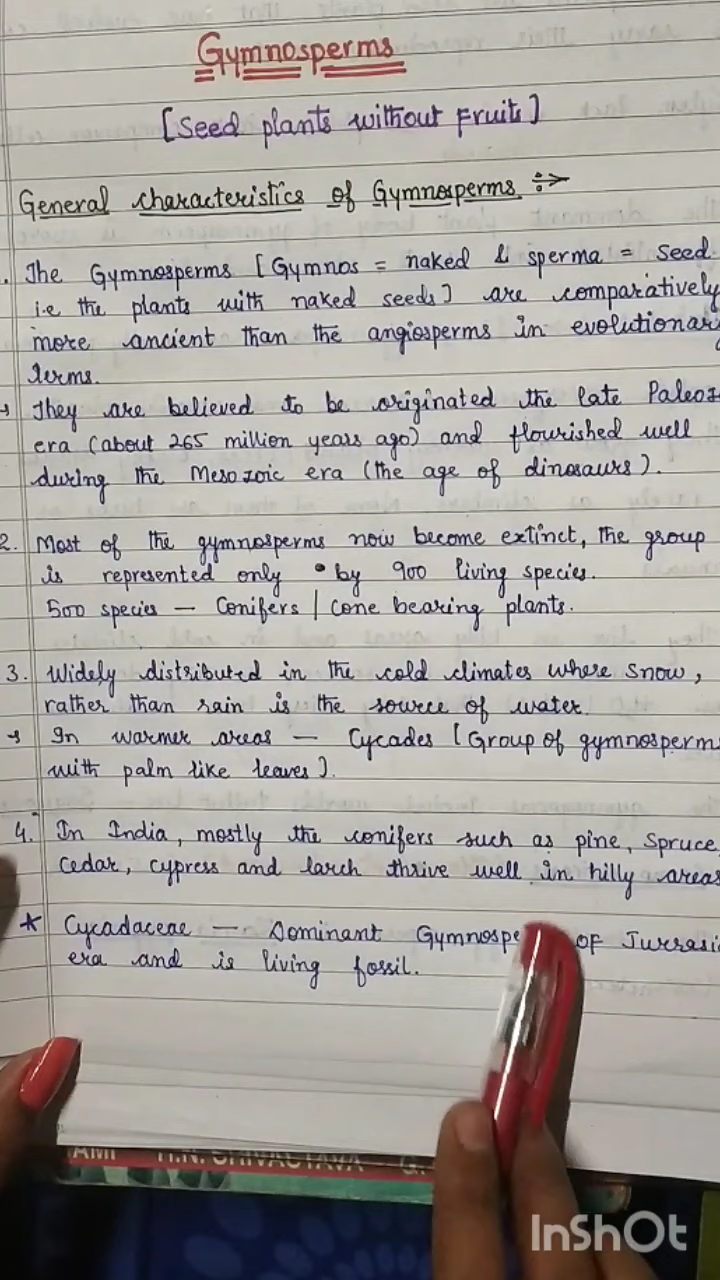 Gymnosperms
[Seed plants without Fruits]
General characteristics of Gymnosperms ÷>
. The Gymnosperms [Gymnos = naked & sperma = seed
i.e the plants with naked seeds] are comparatively
more ancient than the angiosperms in evolutionary
terms.
→ They are believed to be originated the late Paleoz
era (about 265 million years ago) and flourished well
during the Mesozoic era (the age of dinosaurs).
2. Most of the gymnosperms now become extinct, the group
is represented only by 900 living species.
500 species — Conifers / Cone bearing plants.
3. Widely distributed in the cold climates where snow,
rather than rain is the source of water.
→ In warmer areas — Cycades [Group of gymnosperm
with palm like leaves].
4. In India, mostly the conifers such as pine, Spruce
Cedar, cypress and larch thrive well in hilly areas
* Cycadaceae — Dominant Gymnospe of Jurrasi
era and is living fossil.
H.N.
InShOt